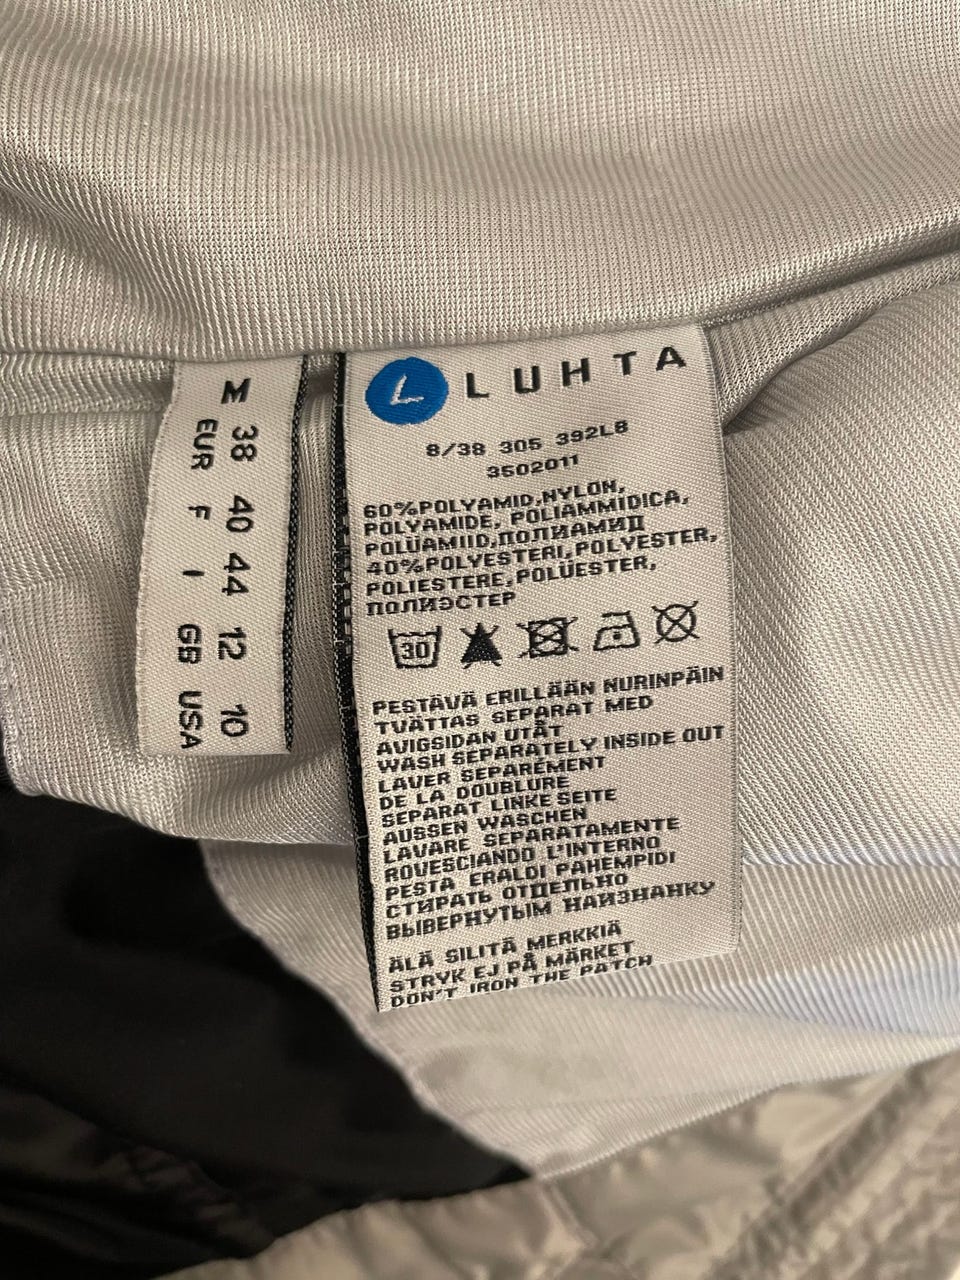 M
38 40 44 12 10
EUR F I GB USA
L LUHTA
8/38 305 392L8
3502011
60%POLYAMID,NYLON,
POLYAMIDE, POLIAMMIDICA,
POLÜAMIID,ПОЛИАМИД
40%POLYESTERI,POLYESTER,
POLIESTERE,POLÜESTER,
ПОЛИЭСТЕР
30
PESTÄVÄ ERILLÄÄN NURINPÄIN
TVÄTTAS SEPARAT MED
AVIGSIDAN UTÅT
WASH SEPARATELY INSIDE OUT
LAVER SEPARÉMENT
DE LA DOUBLURE
SEPARAT LINKE SEITE
AUSSEN WASCHEN
LAVARE SEPARATAMENTE
ROVESCIANDO L'INTERNO
PESTA ERALDI PAHEMPIDI
СТИРАТЬ ОТДЕЛЬНО
ВЫВЕРНУТЫМ НАИЗНАНКУ
ÄLÄ SILITÄ MERKKIÄ
STRYK EJ PÅ MÄRKET
DON'T IRON THE PATCH